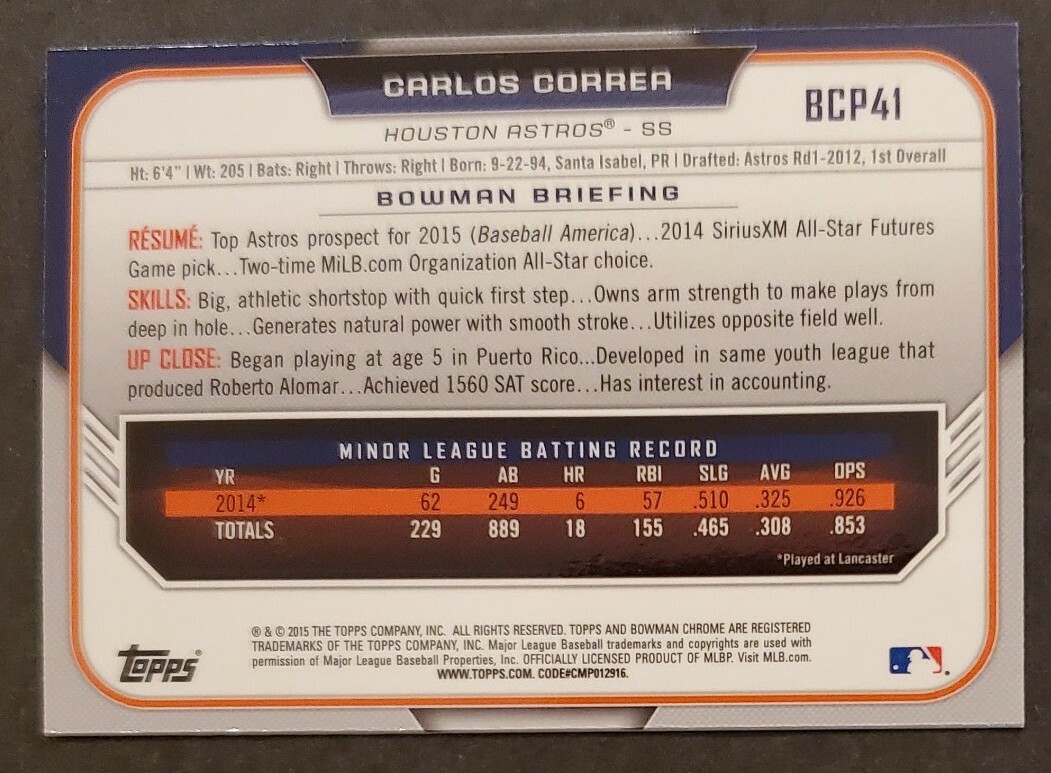 CARLOS CORREA
BCP41
HOUSTON ASTROS® - SS
Ht: 6'4" | Wt: 205 | Bats: Right | Throws: Right | Born: 9-22-94, Santa Isabel, PR | Drafted: Astros Rd1-2012, 1st Overall
BOWMAN BRIEFING
RÉSUMÉ: Top Astros prospect for 2015 (Baseball America)...2014 SiriusXM All-Star Futures
Game pick...Two-time MiLB.com Organization All-Star choice.
SKILLS: Big, athletic shortstop with quick first step...Owns arm strength to make plays from
deep in hole...Generates natural power with smooth stroke...Utilizes opposite field well.
UP CLOSE: Began playing at age 5 in Puerto Rico...Developed in same youth league that
produced Roberto Alomar...Achieved 1560 SAT score...Has interest in accounting.
MINOR LEAGUE BATTING RECORD
YR G AB HR RBI SLG AVG OPS
2014* 62 249 6 57 .510 .325 .926
TOTALS 229 889 18 155 .465 .308 .853
*Played at Lancaster
® & © 2015 THE TOPPS COMPANY, INC. ALL RIGHTS RESERVED. TOPPS AND BOWMAN CHROME ARE REGISTERED
TRADEMARKS OF THE TOPPS COMPANY, INC. Major League Baseball trademarks and copyrights are used with
permission of Major League Baseball Properties, Inc. OFFICIALLY LICENSED PRODUCT OF MLBP. Visit MLB.com.
WWW.TOPPS.COM. CODE#CMP012916.
TOPPS®